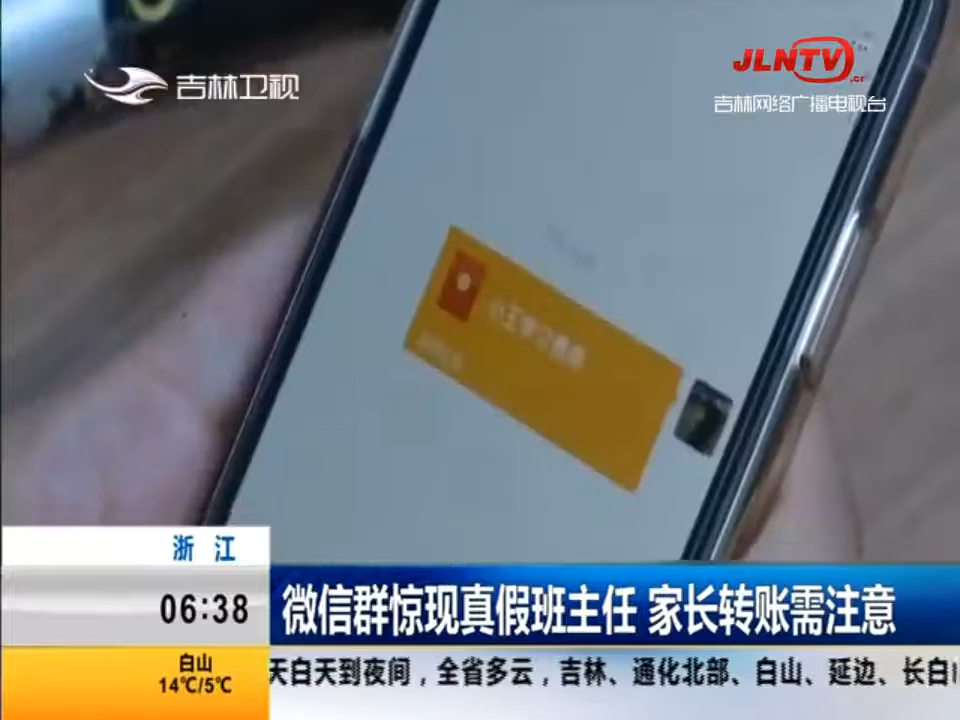 吉林卫视
JLNTV
.cn
吉林网络广播电视台
浙 江
06:38
微信群惊现真假班主任 家长转账需注意
白山
14℃/5℃
天白天到夜间，全省多云，吉林、通化北部、白山、延边、长白山